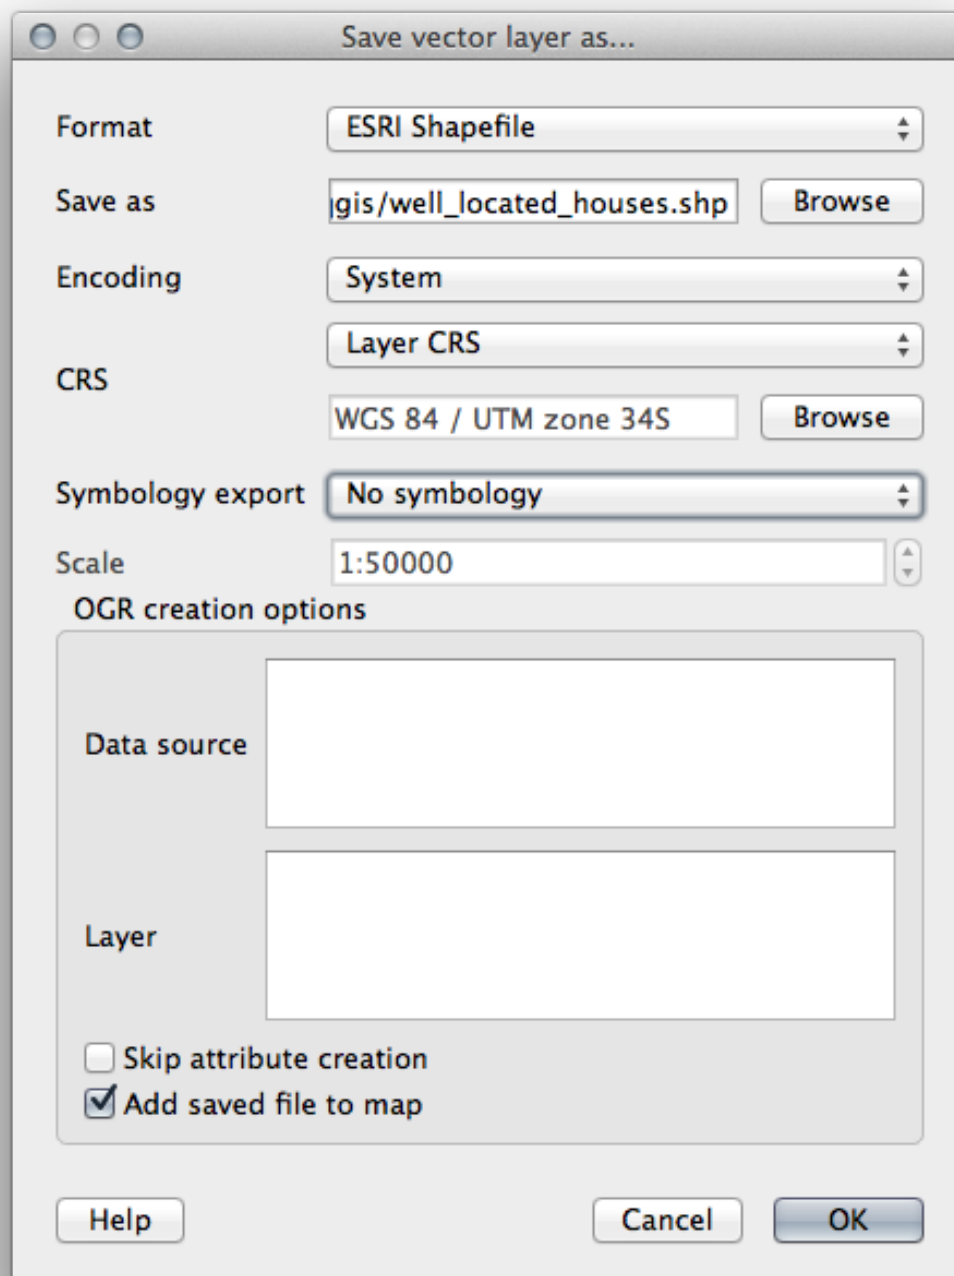 Save vector layer as...
Format ESRI Shapefile
Save as gis/well_located_houses.shp Browse
Encoding System
Layer CRS
CRS
WGS 84 / UTM zone 34S Browse
Symbology export No symbology
Scale 1:50000
OGR creation options
Data source
Layer
Skip attribute creation
Add saved file to map
Help Cancel OK